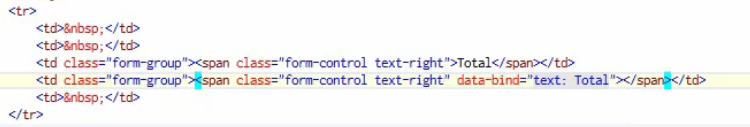 <tr>
<td>&nbsp;</td>
<td>&nbsp;</td>
<td class="form-group"><span class="form-control text-right">Total</span></td>
<td class="form-group"><span class="form-control text-right" data-bind="text: Total"></span></td>
<td>&nbsp;</td>
</tr>